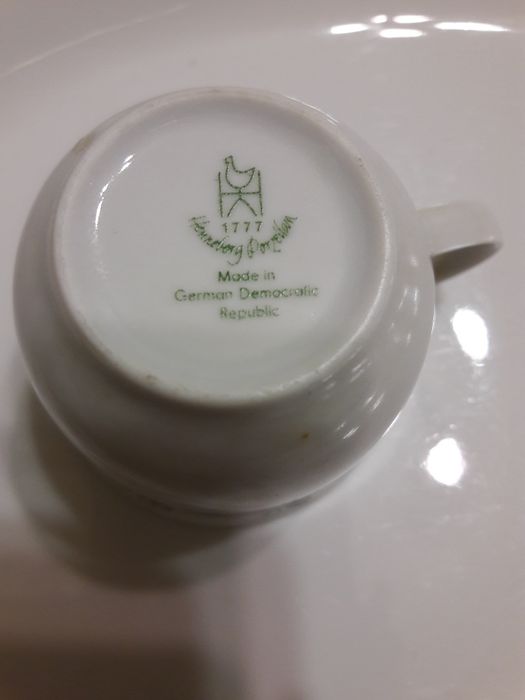 1777
Henneberg Porzellan
Made in
German Democratic
Republic